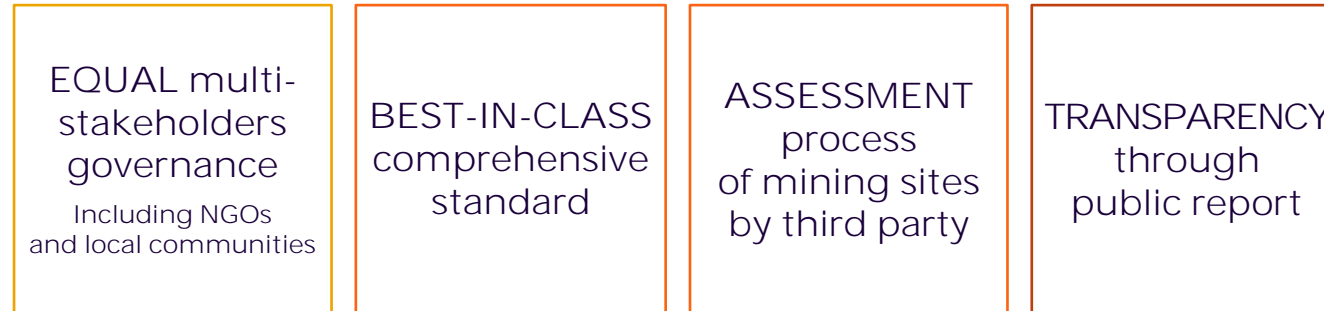 EQUAL multi-
stakeholders
governance
Including NGOs
and local communities
BEST-IN-CLASS
comprehensive
standard
ASSESSMENT
process
of mining sites
by third party
TRANSPARENCY
through
public report